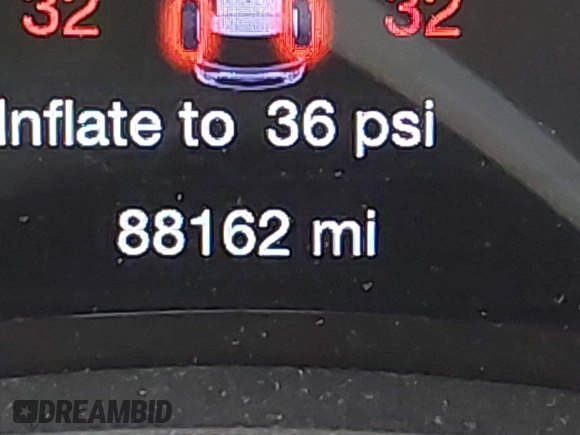 32 32
Inflate to 36 psi
88162 mi
DREAMBID